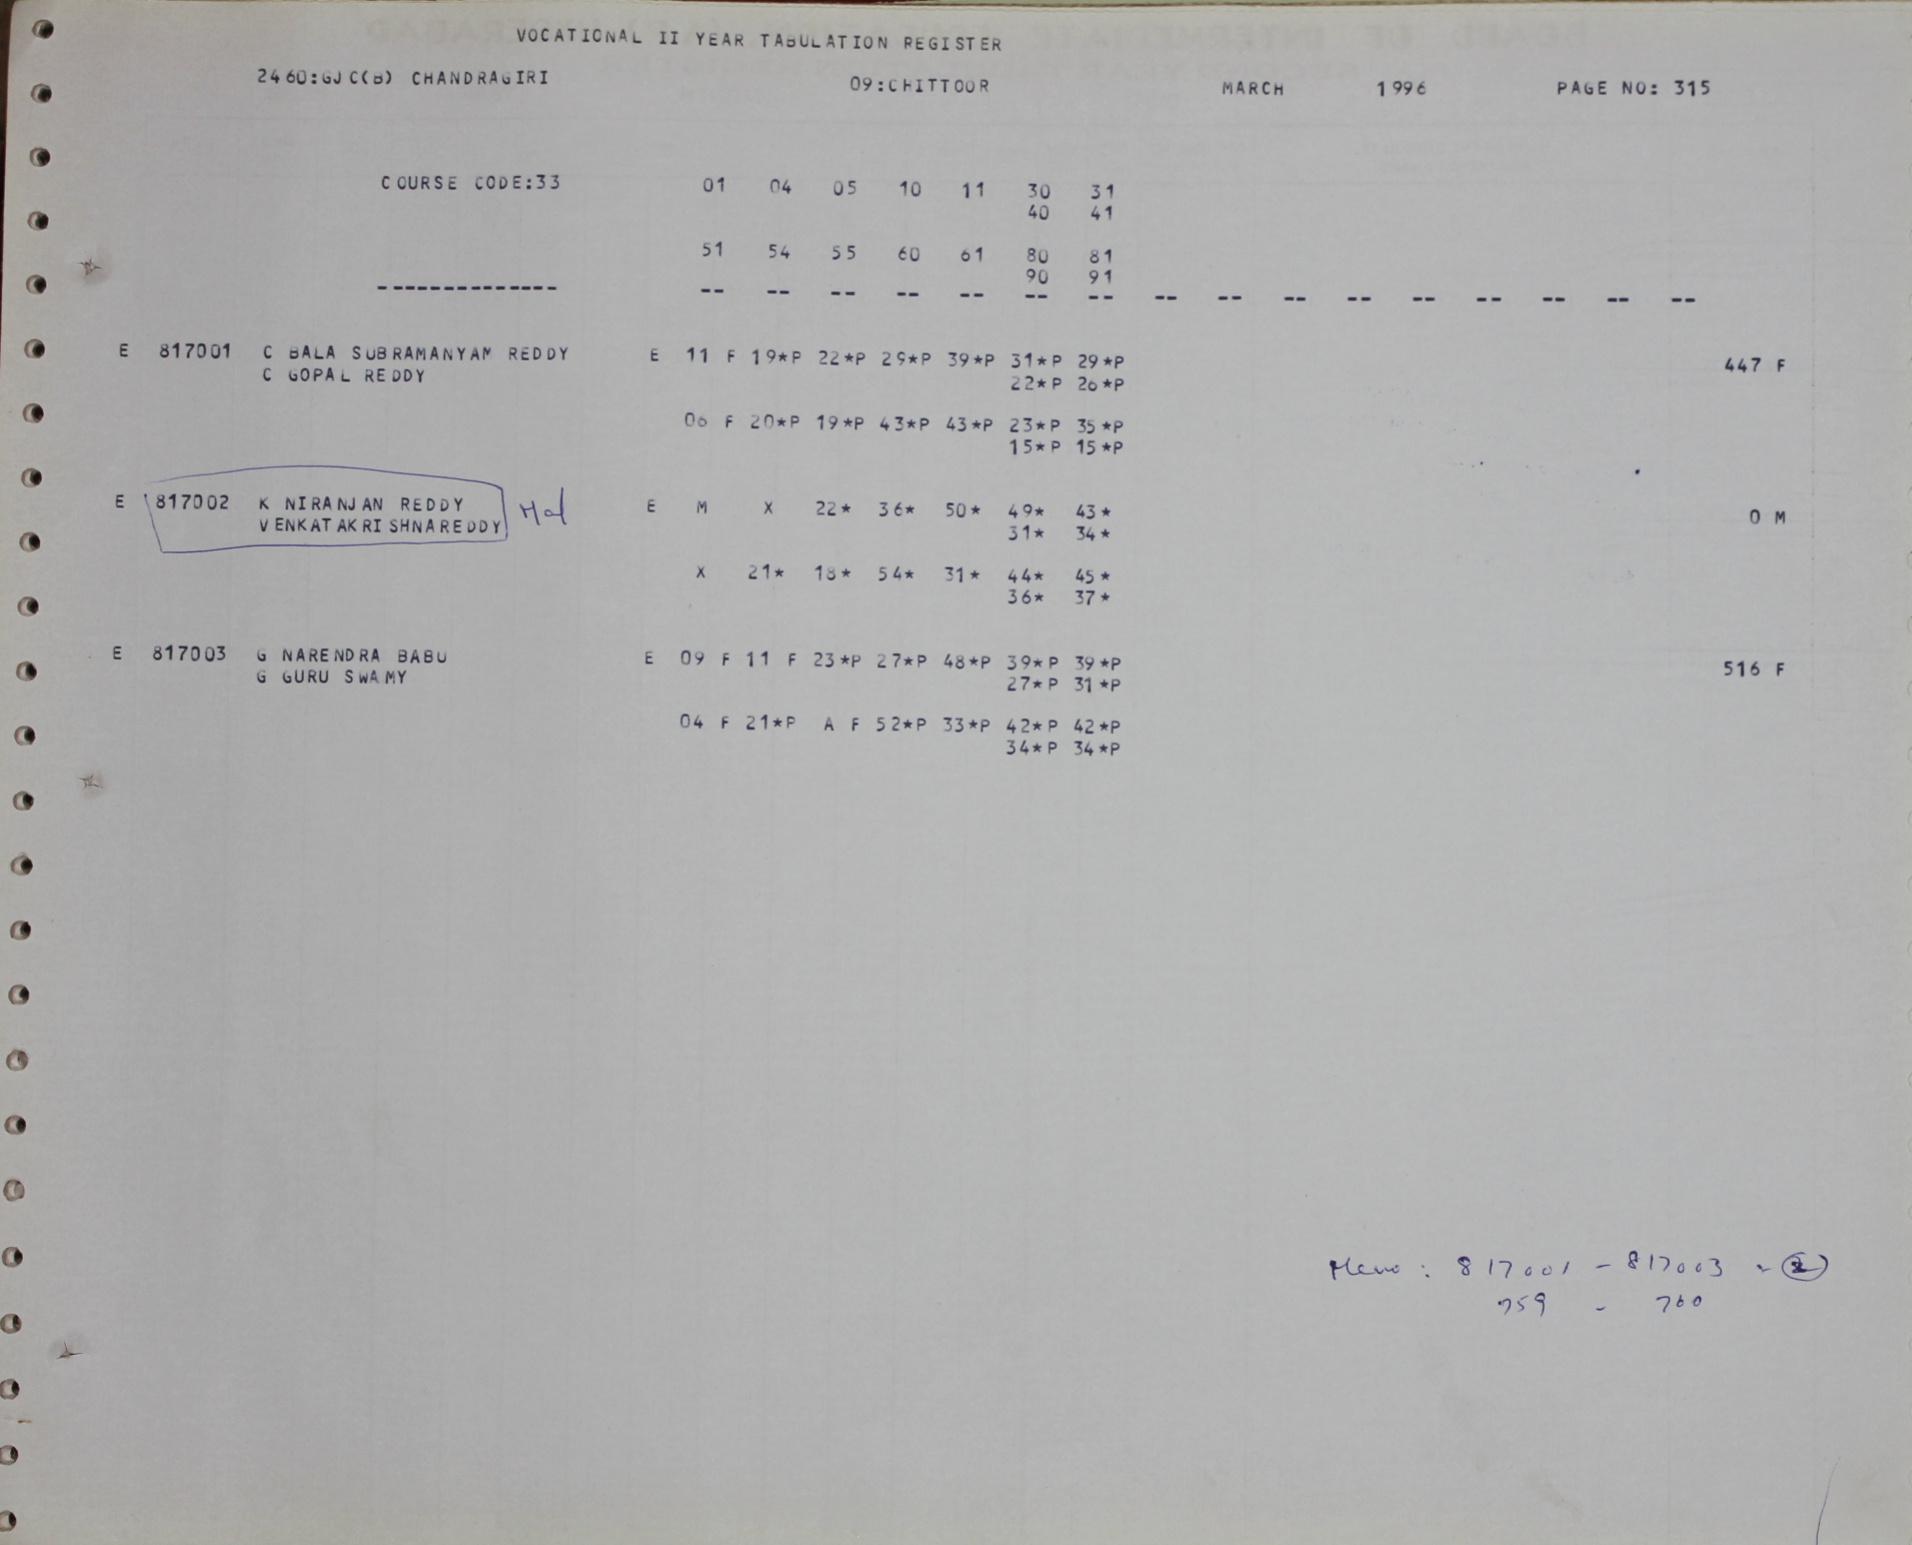 VOCATIONAL II YEAR TABULATION REGISTER
2460:GJC(B) CHANDRAGIRI 09:CHITTOOR MARCH 1996 PAGE NO: 315
COURSE CODE:33 01 04 05 10 11 30 31
40 41
51 54 55 60 61 80 81
90 91
-------------- -- -- -- -- -- -- -- -- -- -- -- -- -- -- -- --
E 817001 C BALA SUBRAMANYAM REDDY E 11 F 19*P 22*P 29*P 39*P 31*P 29*P 447 F
C GOPAL REDDY 22*P 26*P
06 F 20*P 19*P 43*P 43*P 23*P 35*P
15*P 15*P
E 817002 K NIRANJAN REDDY Mal E M X 22* 36* 50* 49* 43* 0 M
VENKATAKRISHNAREDDY 31* 34*
X 21* 18* 54* 31* 44* 45*
36* 37*
E 817003 G NARENDRA BABU E 09 F 11 F 23*P 27*P 48*P 39*P 39*P 516 F
G GURU SWAMY 27*P 31*P
04 F 21*P A F 52*P 33*P 42*P 42*P
34*P 34*P
Memo : 817001 - 817003 - 2
759 - 760